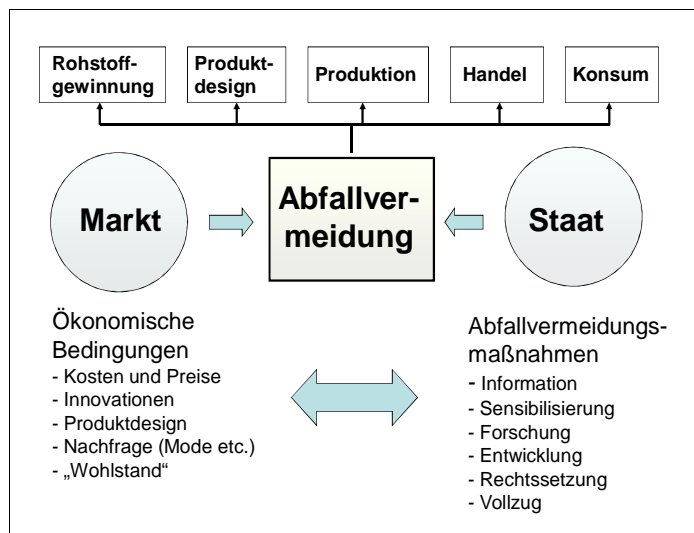 Rohstoff-
gewinnung
Produkt-
design
Produktion
Handel
Konsum
Markt
Abfallver-
meidung
Staat
Ökonomische
Bedingungen
- Kosten und Preise
- Innovationen
- Produktdesign
- Nachfrage (Mode etc.)
- „Wohlstand“
Abfallvermeidungs-
maßnahmen
- Information
- Sensibilisierung
- Forschung
- Entwicklung
- Rechtssetzung
- Vollzug